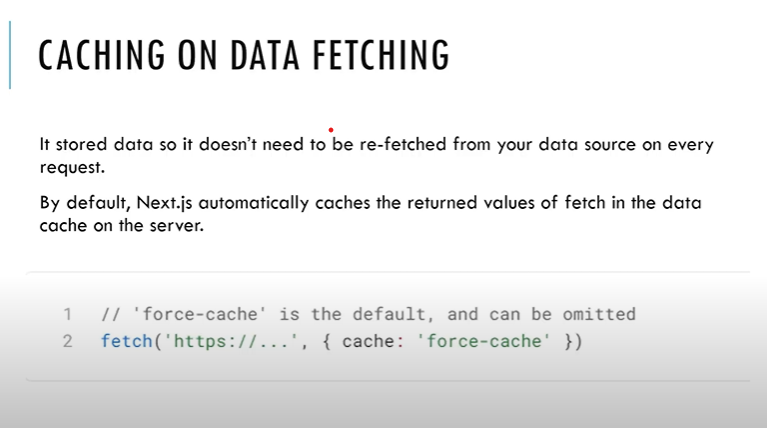 CACHING ON DATA FETCHING
It stored data so it doesn't need to be re-fetched from your data source on every
request.
By default, Next.js automatically caches the returned values of fetch in the data
cache on the server.
1 // 'force-cache' is the default, and can be omitted
2 fetch('https://...', { cache: 'force-cache' })